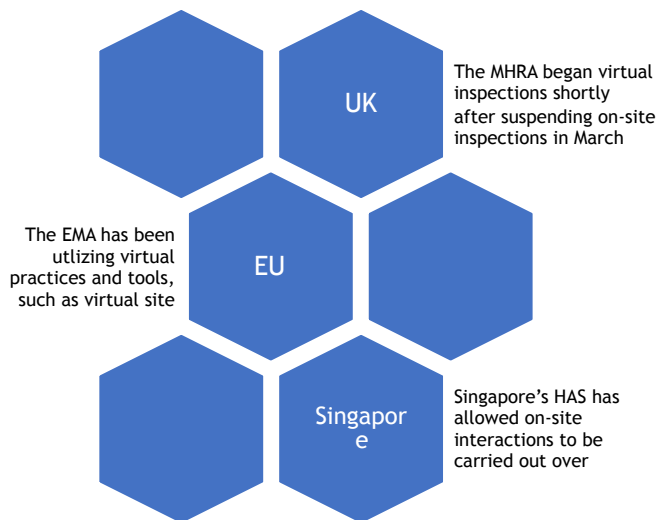 UK
The MHRA began virtual
inspections shortly
after suspending on-site
inspections in March
The EMA has been
utlizing virtual
practices and tools,
such as virtual site
EU
Singapor
e
Singapore’s HAS has
allowed on-site
interactions to be
carried out over